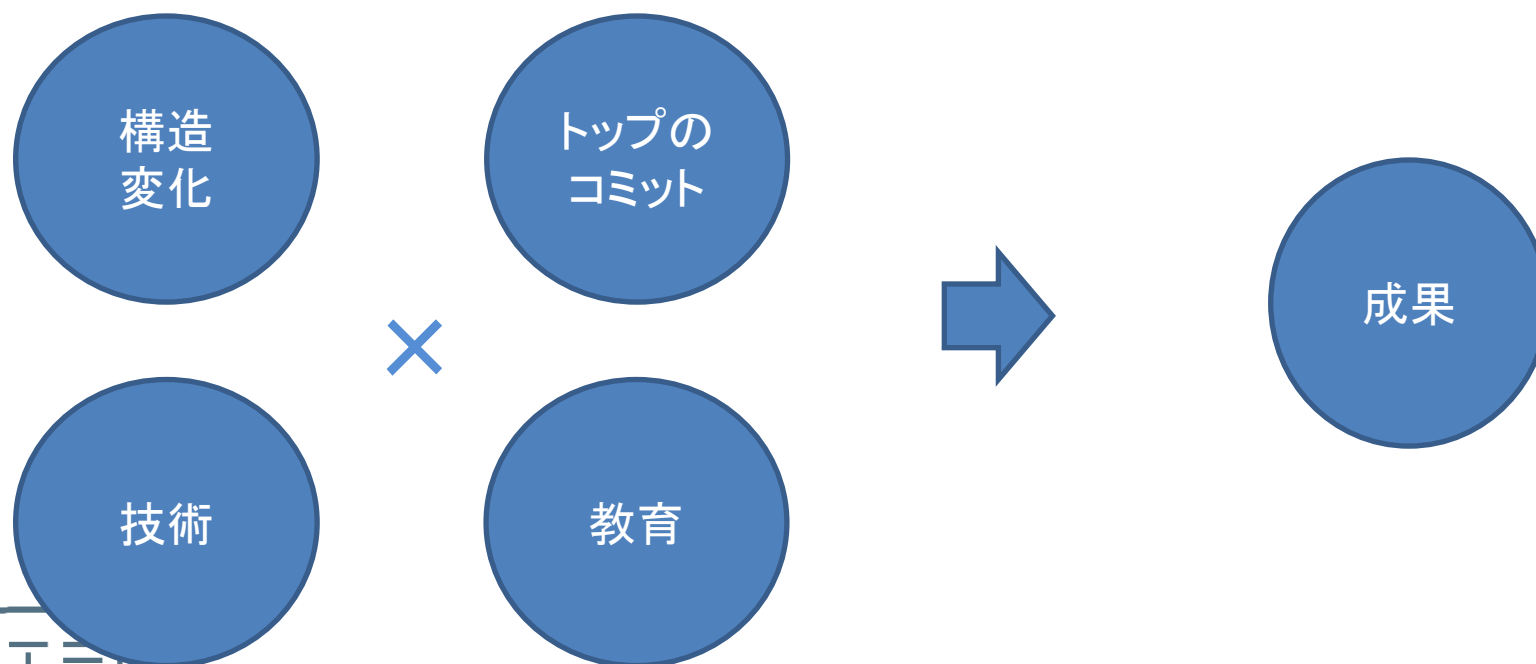 構造
変化
トップの
コミット
×
技術
教育
成果